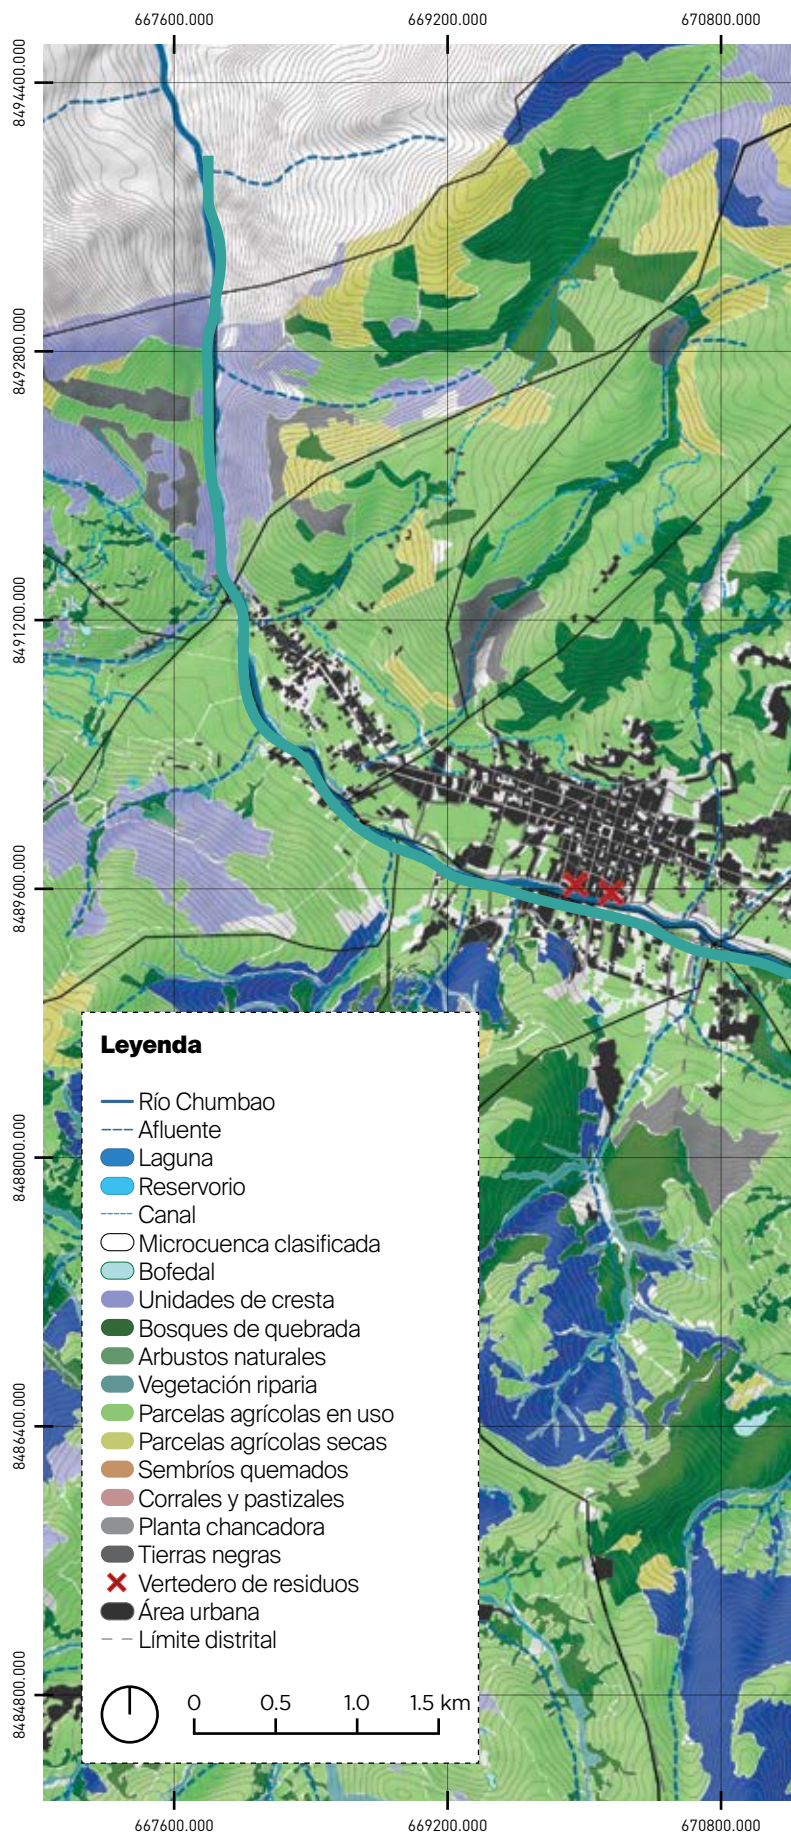 667600.000 669200.000 670800.000
8494400.000
8492800.000
8491200.000
8489600.000
8488000.000
8486400.000
8484800.000
Leyenda
Río Chumbao
Afluente
Laguna
Reservorio
Canal
Microcuenca clasificada
Bofedal
Unidades de cresta
Bosques de quebrada
Arbustos naturales
Vegetación riparia
Parcelas agrícolas en uso
Parcelas agrícolas secas
Sembríos quemados
Corrales y pastizales
Planta chancadora
Tierras negras
Vertedero de residuos
Área urbana
Límite distrital
0 0.5 1.0 1.5 km
667600.000 669200.000 670800.000